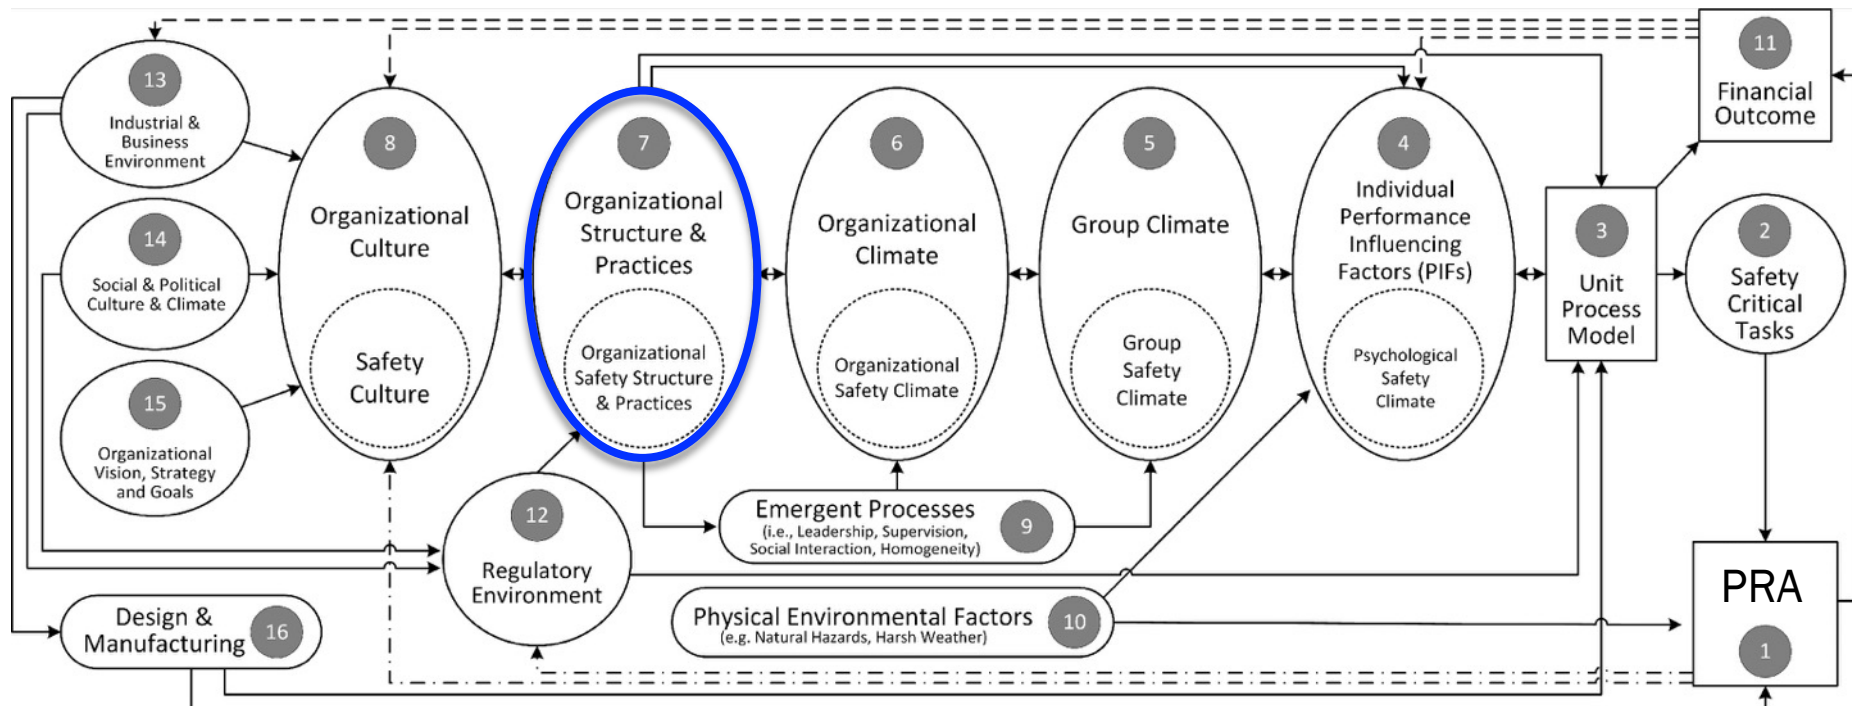 13
Industrial &
Business
Environment
14
Social & Political
Culture & Climate
15
Organizational
Vision, Strategy
and Goals
8
Organizational
Culture
Safety
Culture
7
Organizational
Structure &
Practices
Organizational
Safety Structure
& Practices
6
Organizational
Climate
Organizational
Safety Climate
5
Group Climate
Group
Safety
Climate
4
Individual
Performance
Influencing
Factors (PIFs)
Psychological
Safety
Climate
3
Unit
Process
Model
11
Financial
Outcome
2
Safety
Critical
Tasks
12
Regulatory
Environment
Emergent Processes
(i.e., Leadership, Supervision,
Social Interaction, Homogeneity)
9
Physical Environmental Factors
(e.g. Natural Hazards, Harsh Weather)
10
Design &
Manufacturing
16
PRA
1